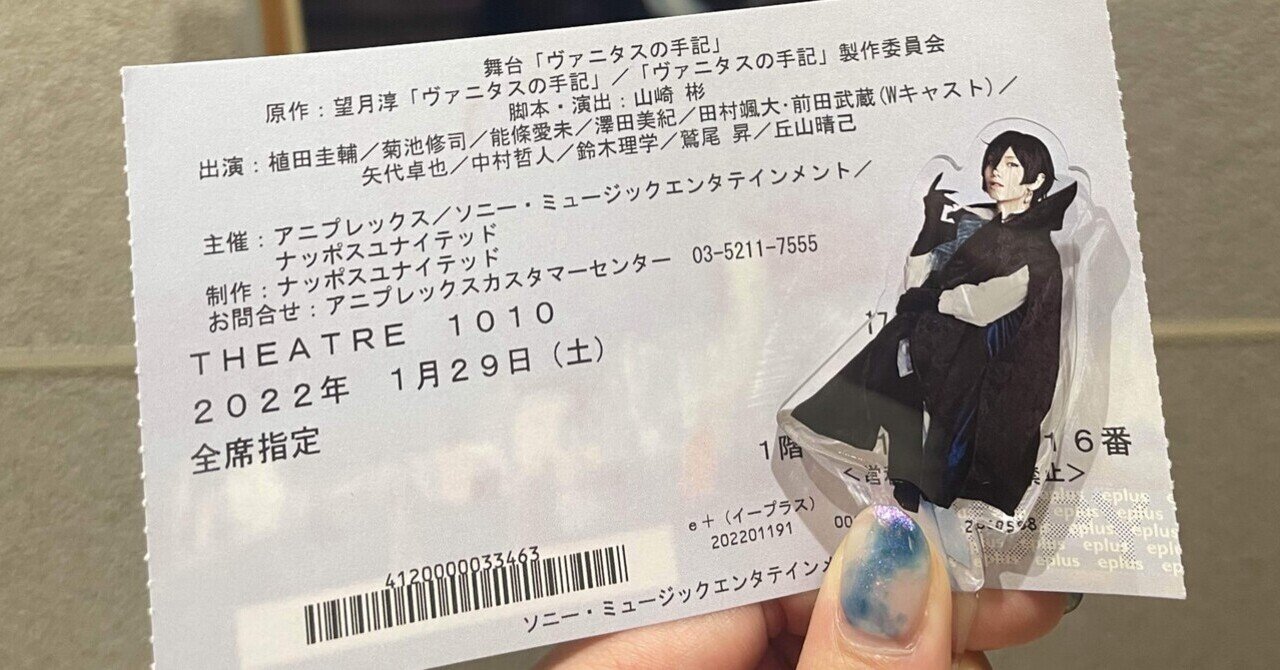 舞台「ヴァニタスの手記」
原作：望月淳「ヴァニタスの手記」／「ヴァニタスの手記」製作委員会
脚本・演出：山崎 彬
出演：植田圭輔／菊池修司／能條愛未／澤田美紀／田村颯大・前田武蔵(Wキャスト)／
矢代卓也／中村哲人／鈴木理学／鷲尾 昇／丘山晴己
主催：アニプレックス／ソニー・ミュージックエンタテインメント／
ナッポスユナイテッド
制作：ナッポスユナイテッド
お問合せ：アニプレックスカスタマーセンター 03-5211-7555
THEATRE 1010
2022年 1月29日（土）
17
全席指定
1階
16番
e＋（イープラス）
202201191 00
4120000033463
ソニー・ミュージックエンタテインメ
eplus eplus
eplus eplus
eplus eplus
eplus eplus